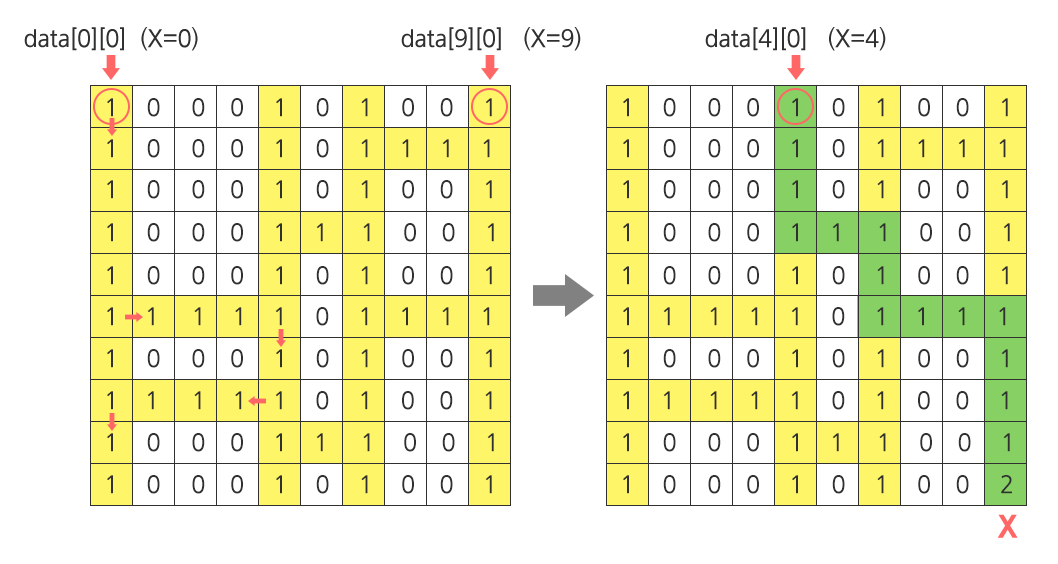 data[0][0] (X=0) data[9][0] (X=9) data[4][0] (X=4)
1 0 0 0 1 0 1 0 0 1 1 0 0 0 1 0 1 0 0 1
1 0 0 0 1 0 1 1 1 1 1 0 0 0 1 0 1 1 1 1
1 0 0 0 1 0 1 0 0 1 1 0 0 0 1 0 1 0 0 1
1 0 0 0 1 1 1 0 0 1 1 0 0 0 1 1 1 0 0 1
1 0 0 0 1 0 1 0 0 1 1 0 0 0 1 0 1 0 0 1
1 1 1 1 1 0 1 1 1 1 1 1 1 1 1 0 1 1 1 1
1 0 0 0 1 0 1 0 0 1 1 0 0 0 1 0 1 0 0 1
1 1 1 1 1 0 1 0 0 1 1 1 1 1 1 0 1 0 0 1
1 0 0 0 1 1 1 0 0 1 1 0 0 0 1 1 1 0 0 1
1 0 0 0 1 0 1 0 0 1 1 0 0 0 1 0 1 0 0 2
X